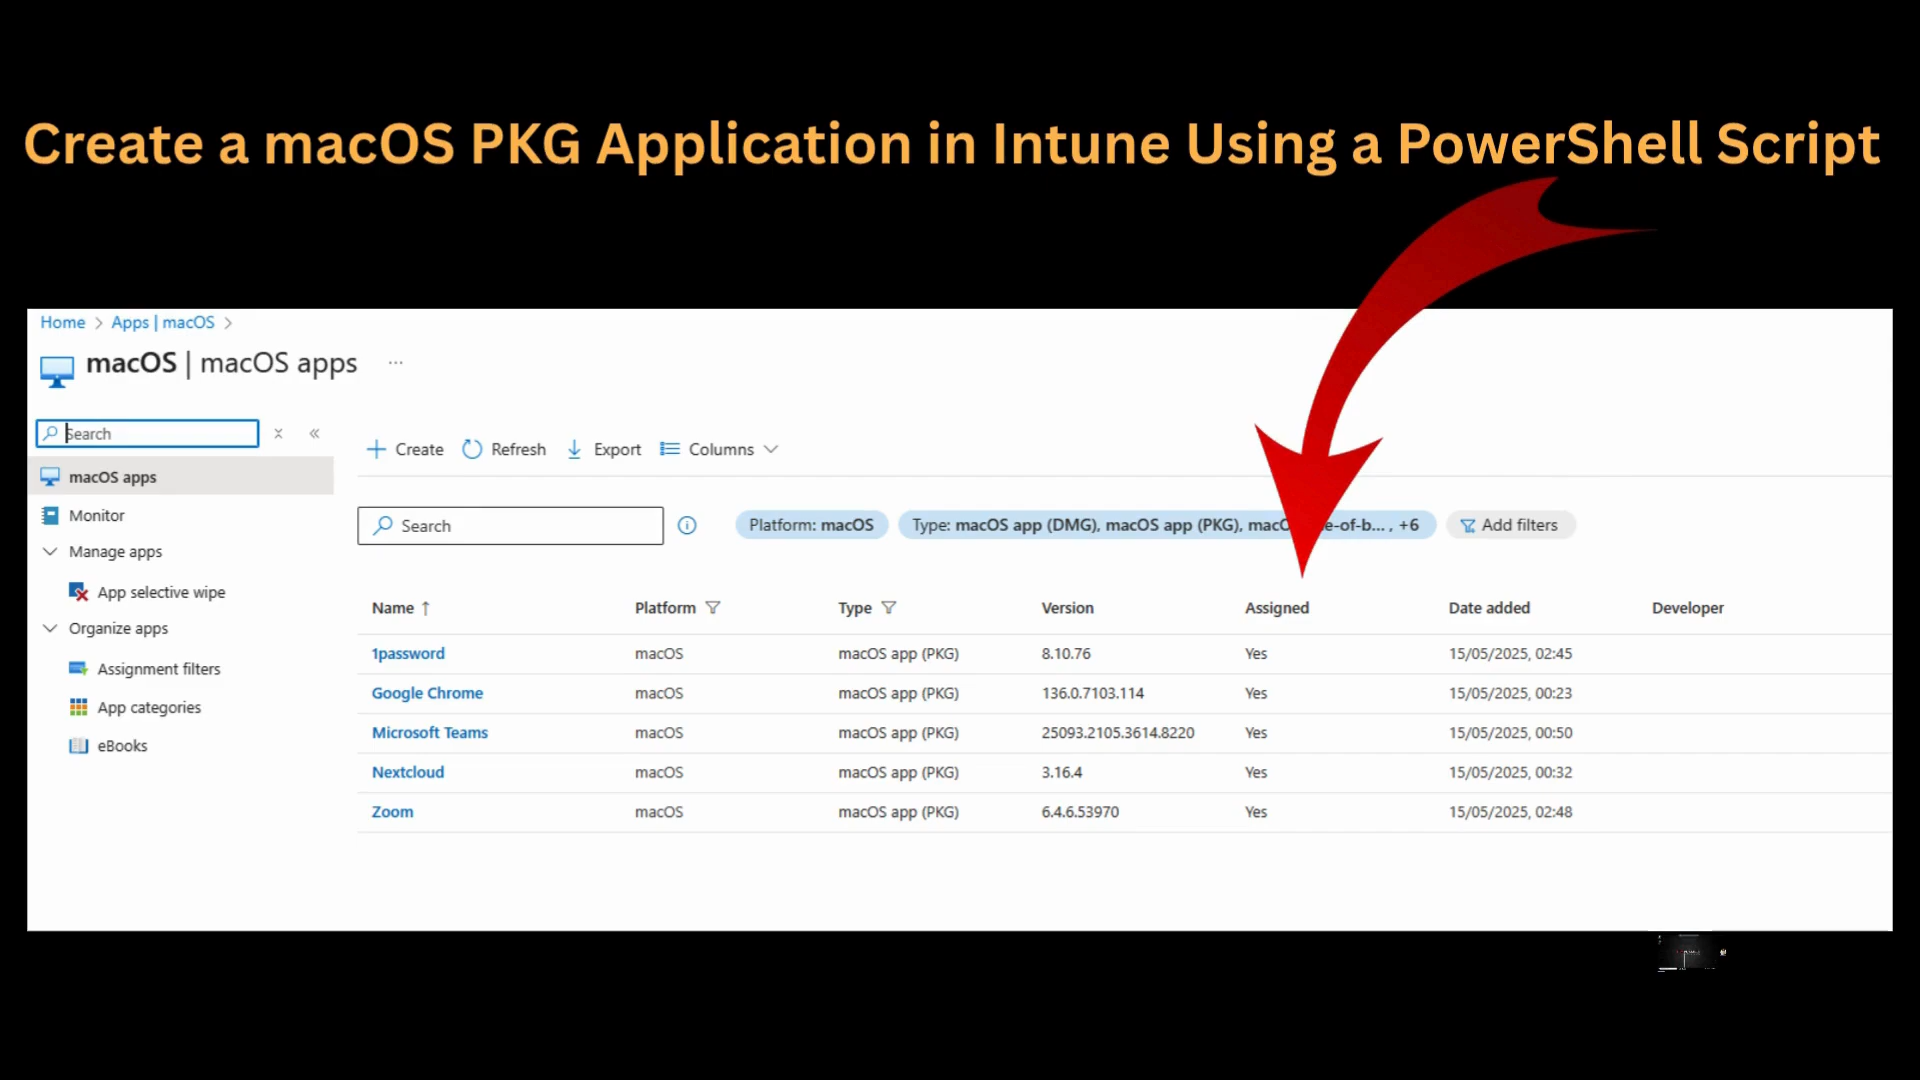 Create a macOS PKG Application in Intune Using a PowerShell Script
Home > Apps | macOS >
macOS | macOS apps ...
Search
macOS apps
Monitor
Manage apps
App selective wipe
Organize apps
Assignment filters
App categories
eBooks
Create Refresh Export Columns
Search Platform: macOS Type: macOS app (DMG), macOS app (PKG), macO e-of-b... , +6 Add filters
Name ↑ Platform Type Version Assigned Date added Developer
1password macOS macOS app (PKG) 8.10.76 Yes 15/05/2025, 02:45
Google Chrome macOS macOS app (PKG) 136.0.7103.114 Yes 15/05/2025, 00:23
Microsoft Teams macOS macOS app (PKG) 25093.2105.3614.8220 Yes 15/05/2025, 00:50
Nextcloud macOS macOS app (PKG) 3.16.4 Yes 15/05/2025, 00:32
Zoom macOS macOS app (PKG) 6.4.6.53970 Yes 15/05/2025, 02:48